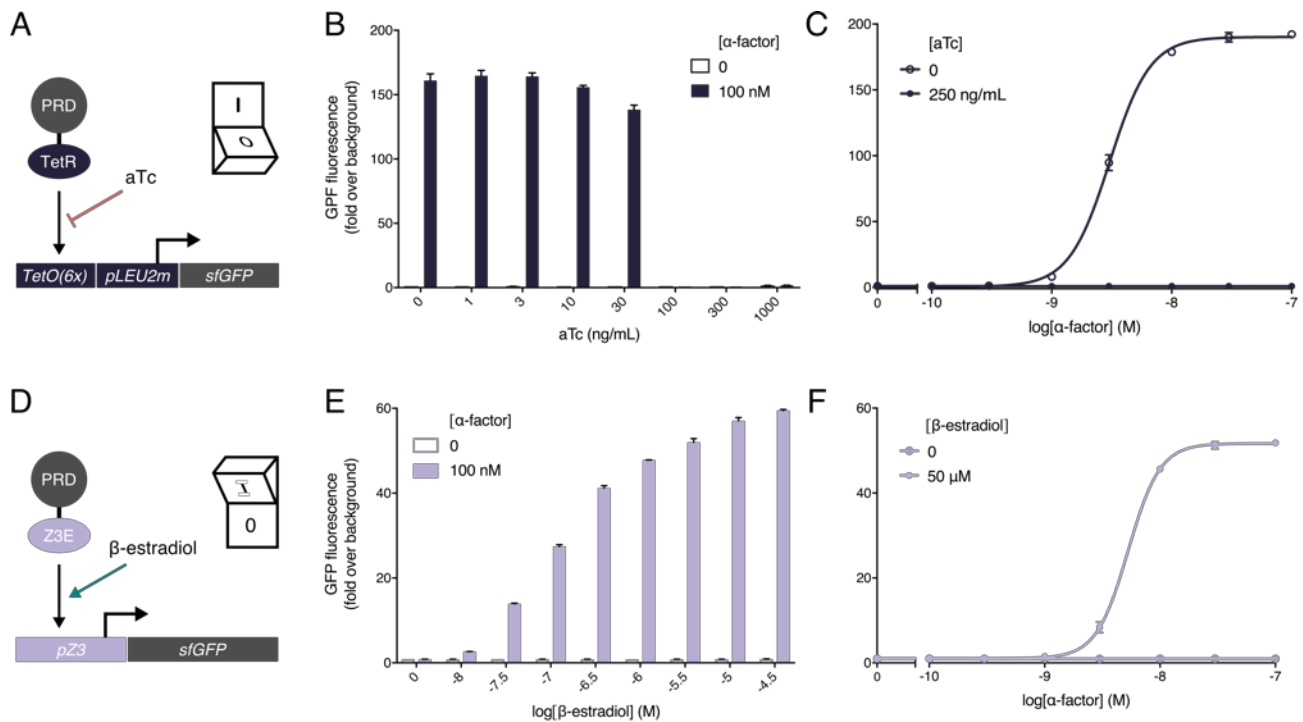 A
PRD
TetR
aTc
TetO(6x) pLEU2m sfGFP
I
O
B
GPF fluorescence
(fold over background)
200
150
100
50
0
[α-factor]
0
100 nM
0 1 3 10 30 100 300 1000
aTc (ng/mL)
C
200
150
100
50
0
[aTc]
0
250 ng/mL
0 -10 -9 -8 -7
log[α-factor] (M)
D
PRD
Z3E
β-estradiol
pZ3 sfGFP
I
0
E
GFP fluorescence
(fold over background)
60
40
20
0
[α-factor]
0
100 nM
0 -8 -7.5 -7 -6.5 -6 -5.5 -5 -4.5
log[β-estradiol] (M)
F
60
40
20
0
[β-estradiol]
0
50 µM
0 -10 -9 -8 -7
log[α-factor] (M)